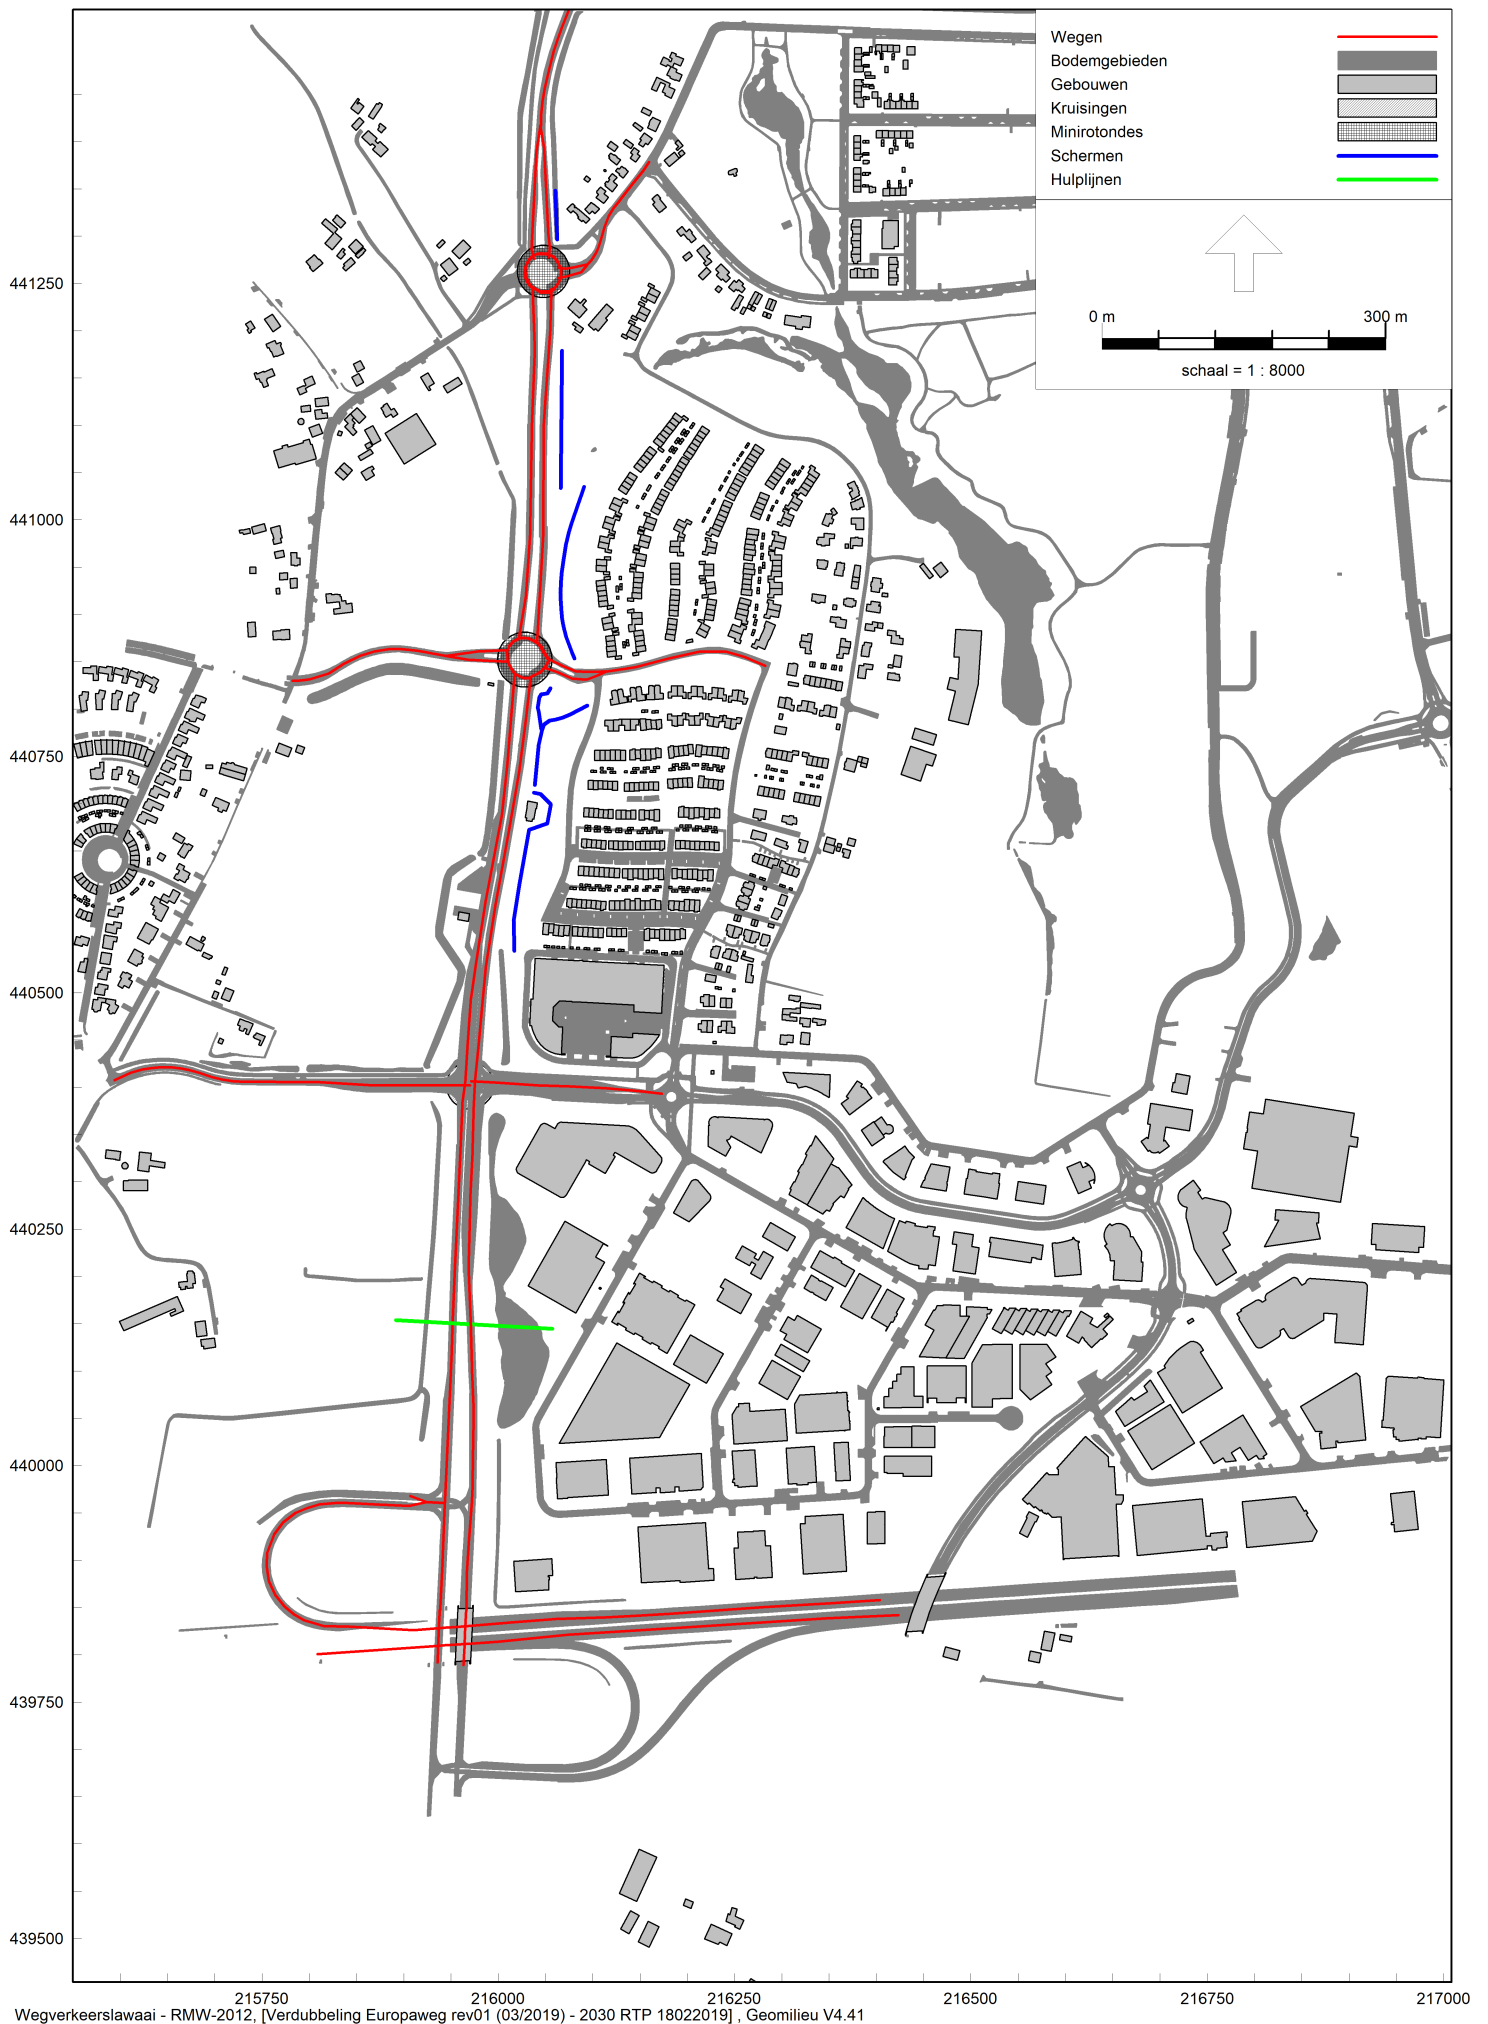 Wegen
Bodemgebieden
Gebouwen
Kruisingen
Minirotondes
Schermen
Hulplijnen
0 m 300 m
schaal = 1 : 8000
441250
441000
440750
440500
440250
440000
439750
439500
215750 216000 216250 216500 216750 217000
Wegverkeerslawaai - RMW-2012, [Verdubbeling Europaweg rev01 (03/2019) - 2030 RTP 18022019] , Geomilieu V4.41